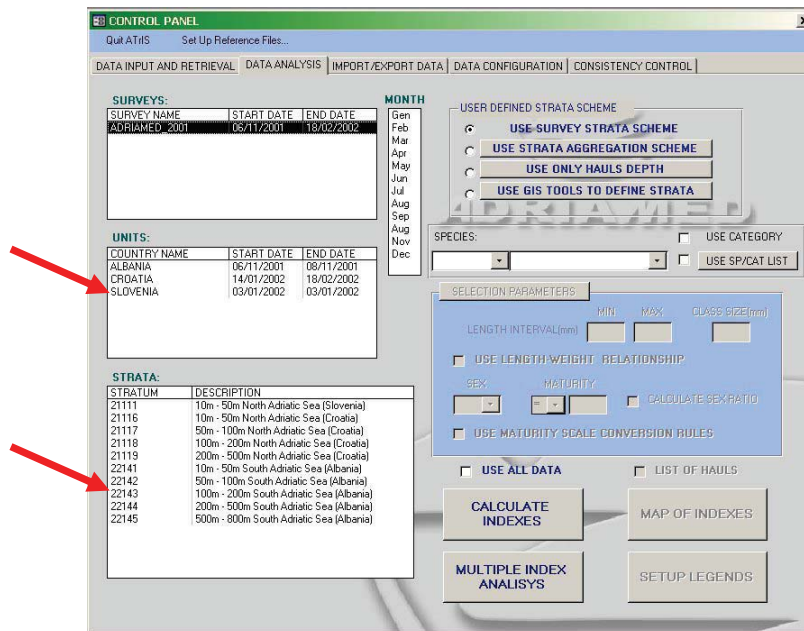 CONTROL PANEL
Quit ATrIS Set Up Reference Files...
DATA INPUT AND RETRIEVAL DATA ANALYSIS IMPORT/EXPORT DATA DATA CONFIGURATION CONSISTENCY CONTROL
SURVEYS:
SURVEY NAME START DATE END DATE
ADRIAMED_2001 06/11/2001 18/02/2002
MONTH
Gen
Feb
Mar
Apr
May
Jun
Jul
Aug
Sep
Aug
Nov
Dec
USER DEFINED STRATA SCHEME
USE SURVEY STRATA SCHEME
USE STRATA AGGREGATION SCHEME
USE ONLY HAULS DEPTH
USE GIS TOOLS TO DEFINE STRATA
ADRIAMED
UNITS:
COUNTRY NAME START DATE END DATE
ALBANIA 06/11/2001 08/11/2001
CROATIA 14/01/2002 18/02/2002
SLOVENIA 03/01/2002 03/01/2002
SPECIES: USE CATEGORY
USE SP/CAT LIST
SELECTION PARAMETERS
MIN MAX CLASS SIZE(mm)
LENGTH INTERVAL(mm)
USE LENGTH-WEIGHT RELATIONSHIP
SEX MATURITY
= CALCULATE SEX RATIO
USE MATURITY SCALE CONVERSION RULES
STRATA:
STRATUM DESCRIPTION
21111 10m - 50m North Adriatic Sea (Slovenia)
21116 10m - 50m North Adriatic Sea (Croatia)
21117 50m - 100m North Adriatic Sea (Croatia)
21118 100m - 200m North Adriatic Sea (Croatia)
21119 200m - 500m North Adriatic Sea (Croatia)
22141 10m - 50m South Adriatic Sea (Albania)
22142 50m - 100m South Adriatic Sea (Albania)
22143 100m - 200m South Adriatic Sea (Albania)
22144 200m - 500m South Adriatic Sea (Albania)
22145 500m - 800m South Adriatic Sea (Albania)
USE ALL DATA LIST OF HAULS
CALCULATE INDEXES
MAP OF INDEXES
MULTIPLE INDEX ANALISYS
SETUP LEGENDS